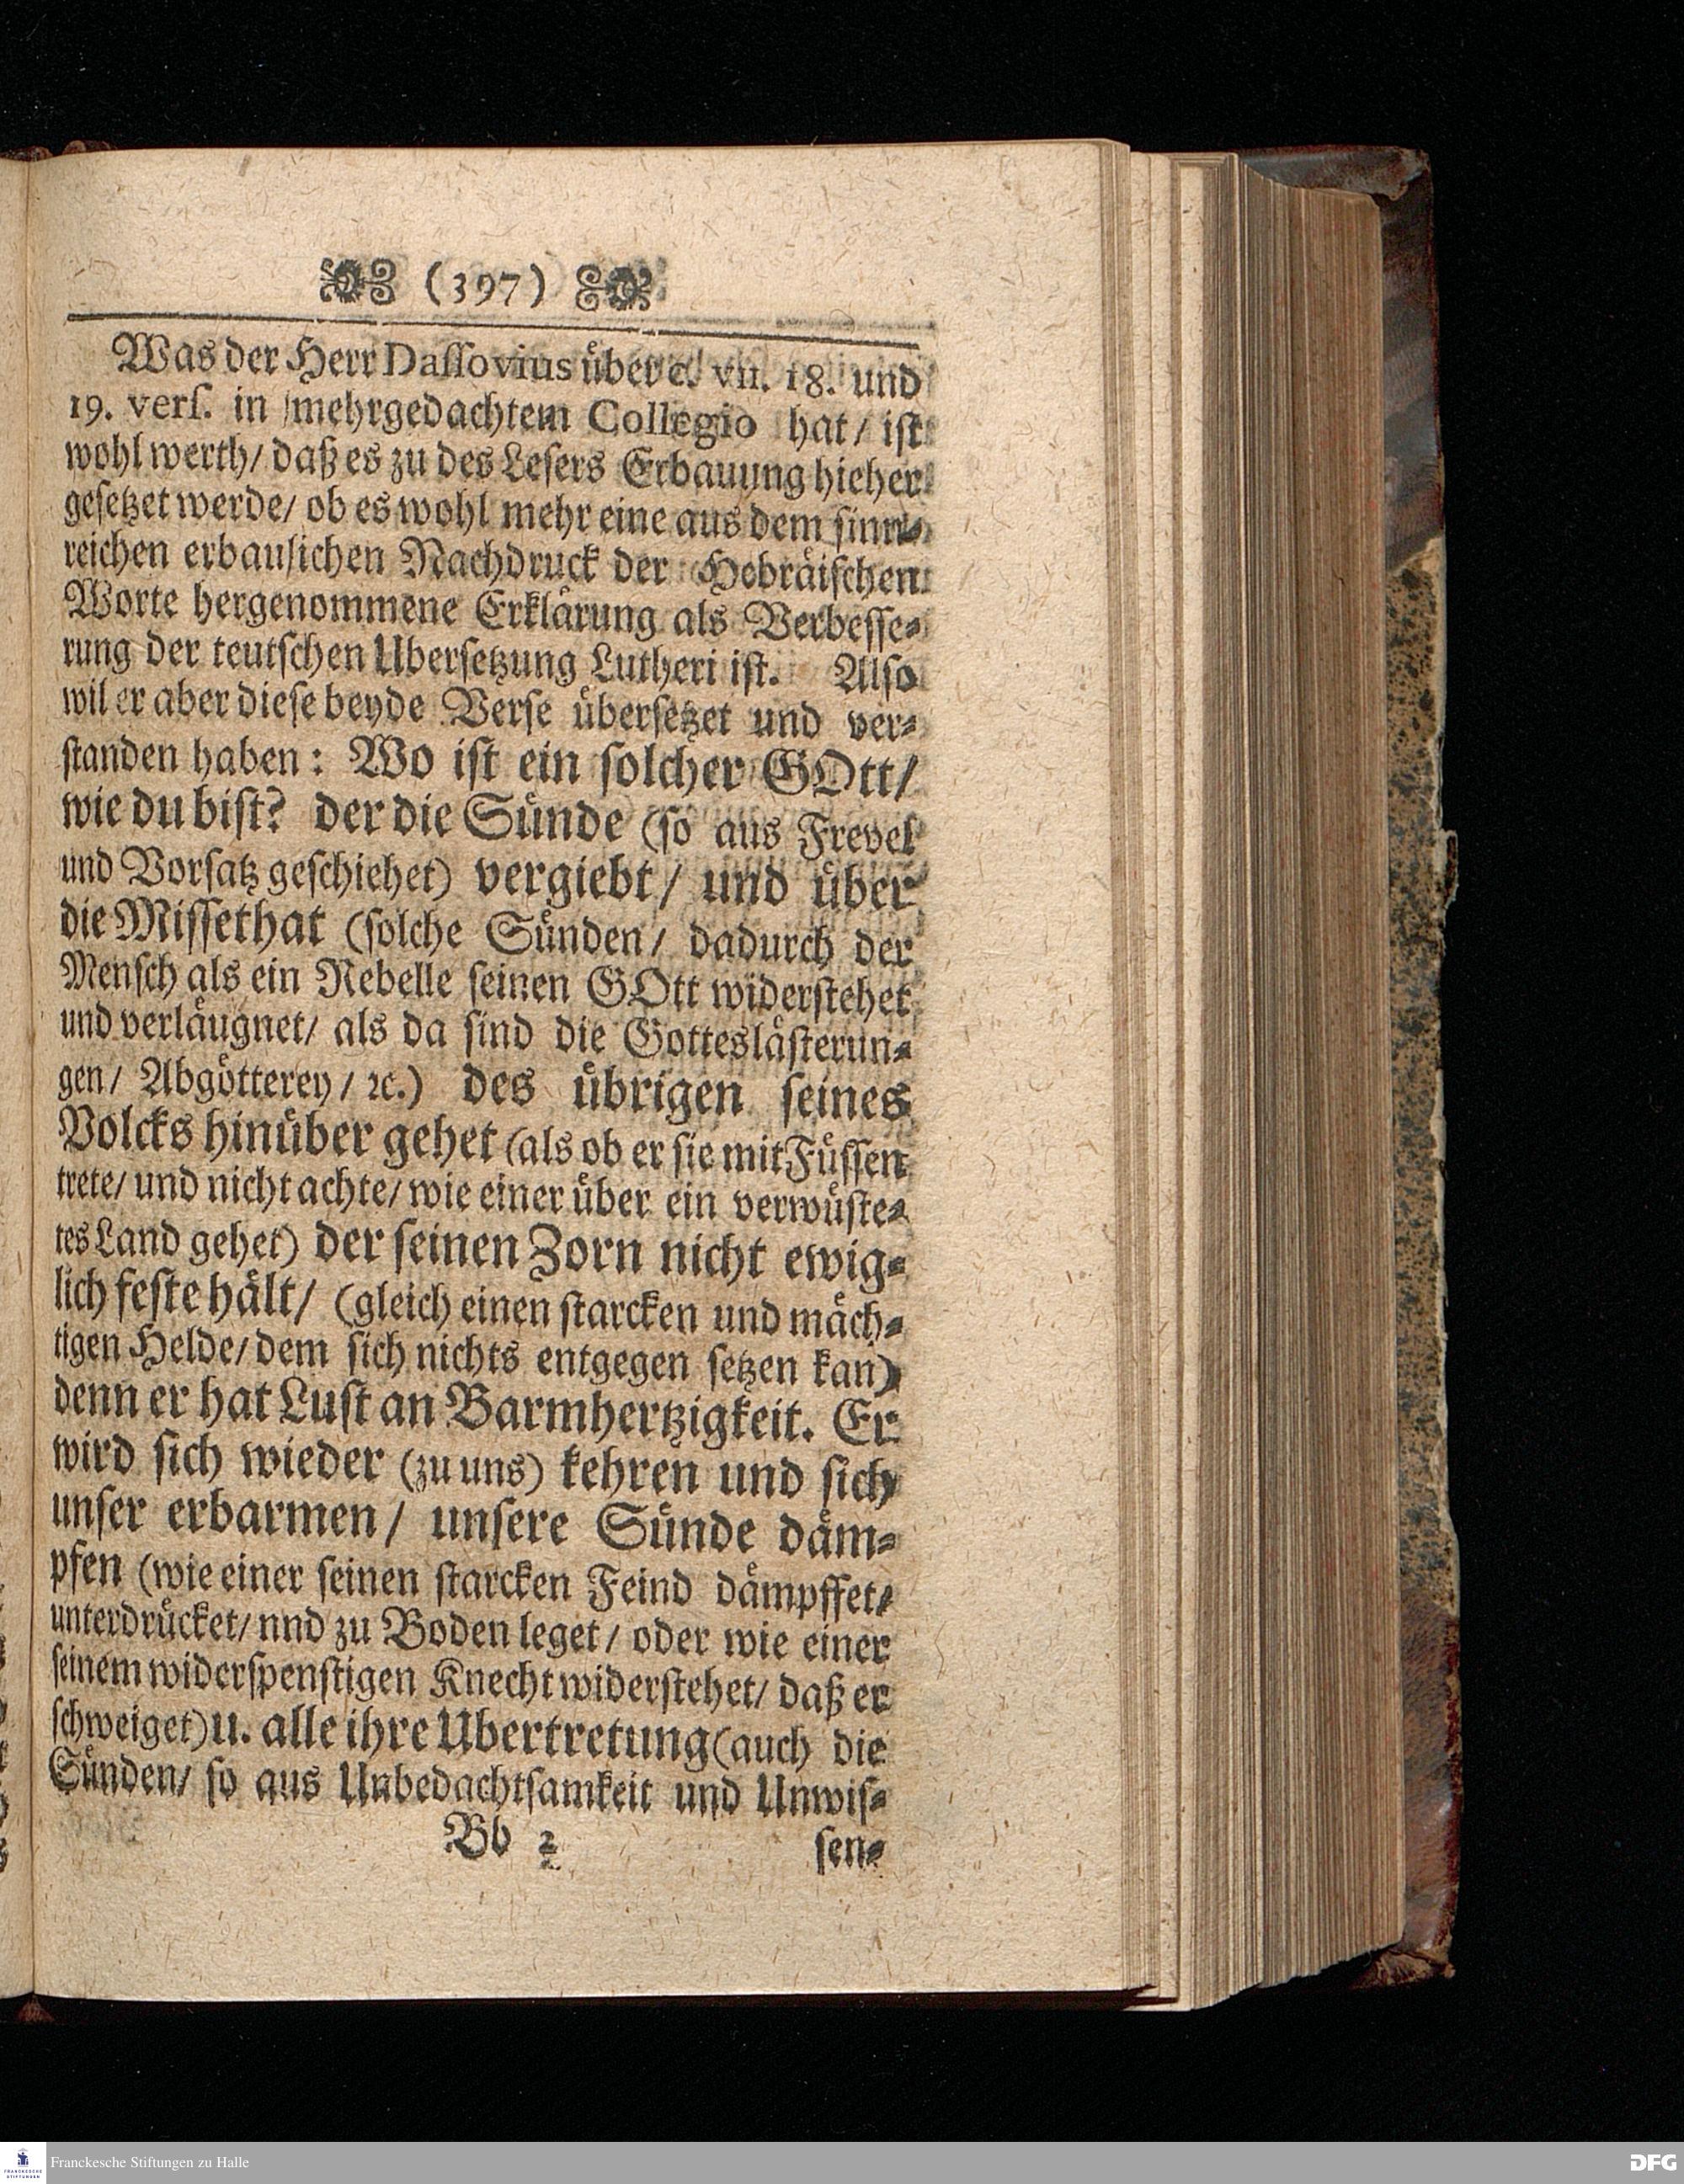 (397)
Was der Herr Dassovius über c. vii. 18. und
19. vers. in mehrgedachtem Collegio hat / ist
wohl werth / daß es zu des Lesers Erbauung hieher
gesetzet werde / ob es wohl mehr eine aus dem sinn-
reichen erbaulichen Nachdruck der Hebräischen
Worte hergenommene Erklärung als Verbesse-
rung der teutschen Ubersetzung Lutheri ist. Also
wil er aber diese beyde Verse übersetzet und ver-
standen haben: Wo ist ein solcher GOtt /
wie du bist? der die Sünde (so aus Frevel
und Vorsatz geschiehet) vergiebt / und über
die Missethat (solche Sünden / dadurch der
Mensch als ein Rebelle seinen GOtt widerstehet
und verläugnet / als da sind die Gotteslästerun-
gen / Abgötterey / ꝛc.) des übrigen seines
Volcks hinüber gehet (als ob er sie mit Füssen
trete / und nicht achte / wie einer über ein verwüste-
tes Land gehet) der seinen Zorn nicht ewig-
lich feste hält / (gleich einen starcken und mäch-
tigen Helde / dem sich nichts entgegen setzen kan)
denn er hat Lust an Barmhertzigkeit. Er
wird sich wieder (zu uns) kehren und sich
unser erbarmen / unsere Sünde däm-
pfen (wie einer seinen starcken Feind dämpffet /
unterdrücket / nnd zu Boden leget / oder wie einer
seinem widerspenstigen Knecht widerstehet / daß er
schweiget) u. alle ihre Ubertretung (auch die
Sünden / so aus Unbedachtsamkeit und Unwis-
Bb 2 sen-
Franckesche Stiftungen zu Halle
FRANCKESCHE STIFTUNGEN
DFG